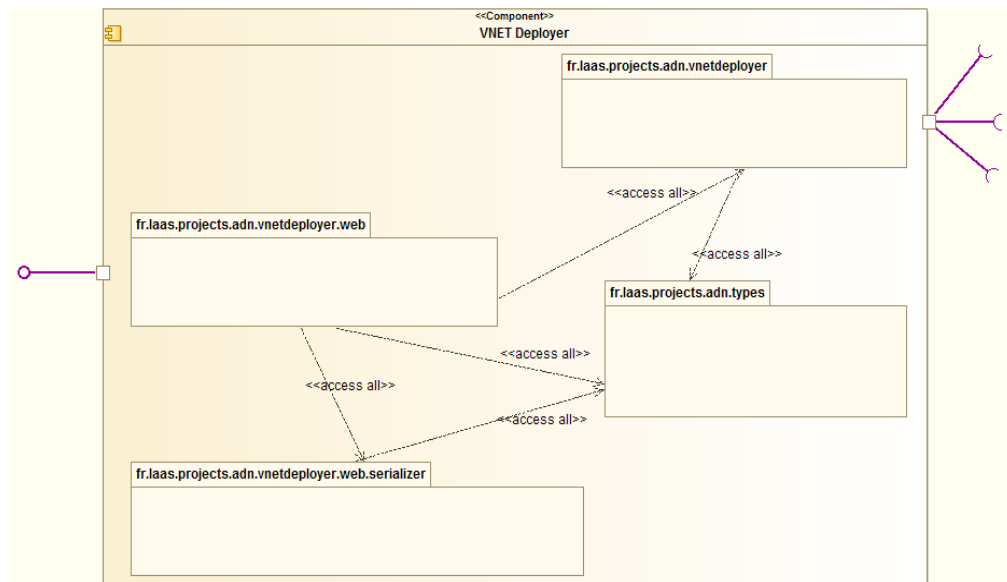 <<Component>>
VNET Deployer
fr.laas.projects.adn.vnetdeployer
<<access all>>
fr.laas.projects.adn.vnetdeployer.web
<<access all>>
fr.laas.projects.adn.types
<<access all>>
<<access all>>
<<access all>>
fr.laas.projects.adn.vnetdeployer.web.serializer